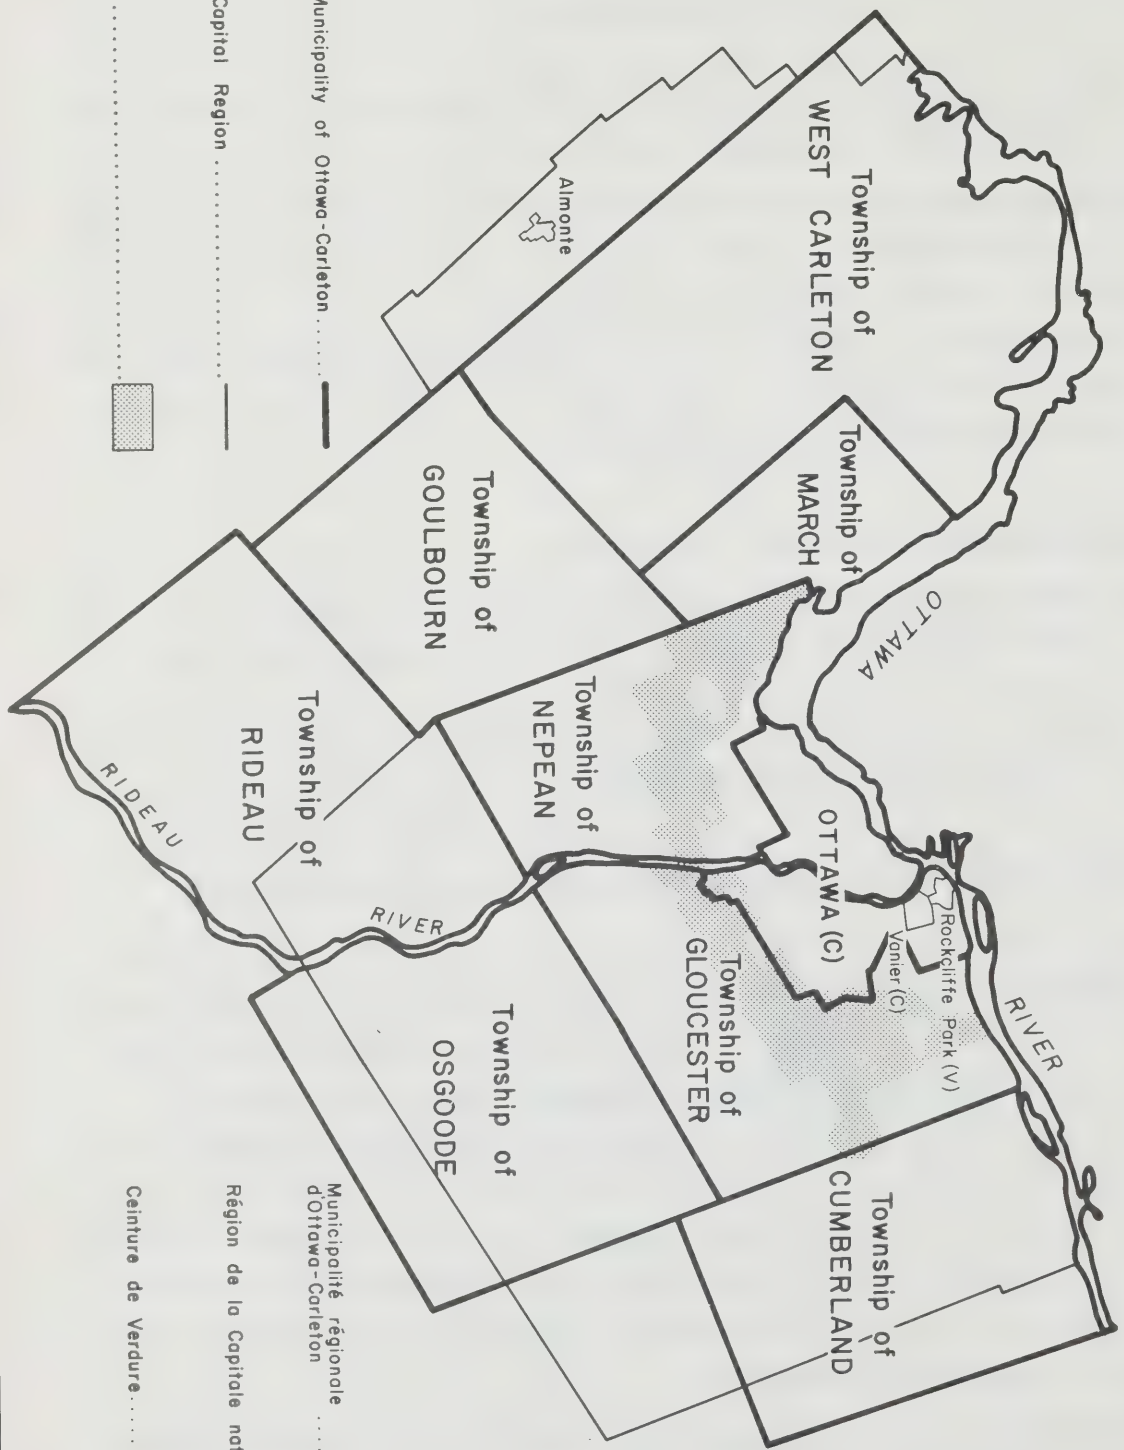 Township of
WEST CARLETON
Almonte
Township of
MARCH
Township of
GOULBOURN
OTTAWA
RIVER
Township of
NEPEAN
OTTAWA (C)
Rockcliffe Park (V)
Vanier (C)
Township of
GLOUCESTER
Township of
CUMBERLAND
Township of
RIDEAU
RIDEAU
RIVER
Township of
OSGOODE
Municipality of Ottawa-Carleton ......
Capital Region ....................
Municipalité régionale
d'Ottawa-Carleton ....
Région de la Capitale nat
Ceinture de Verdure.....